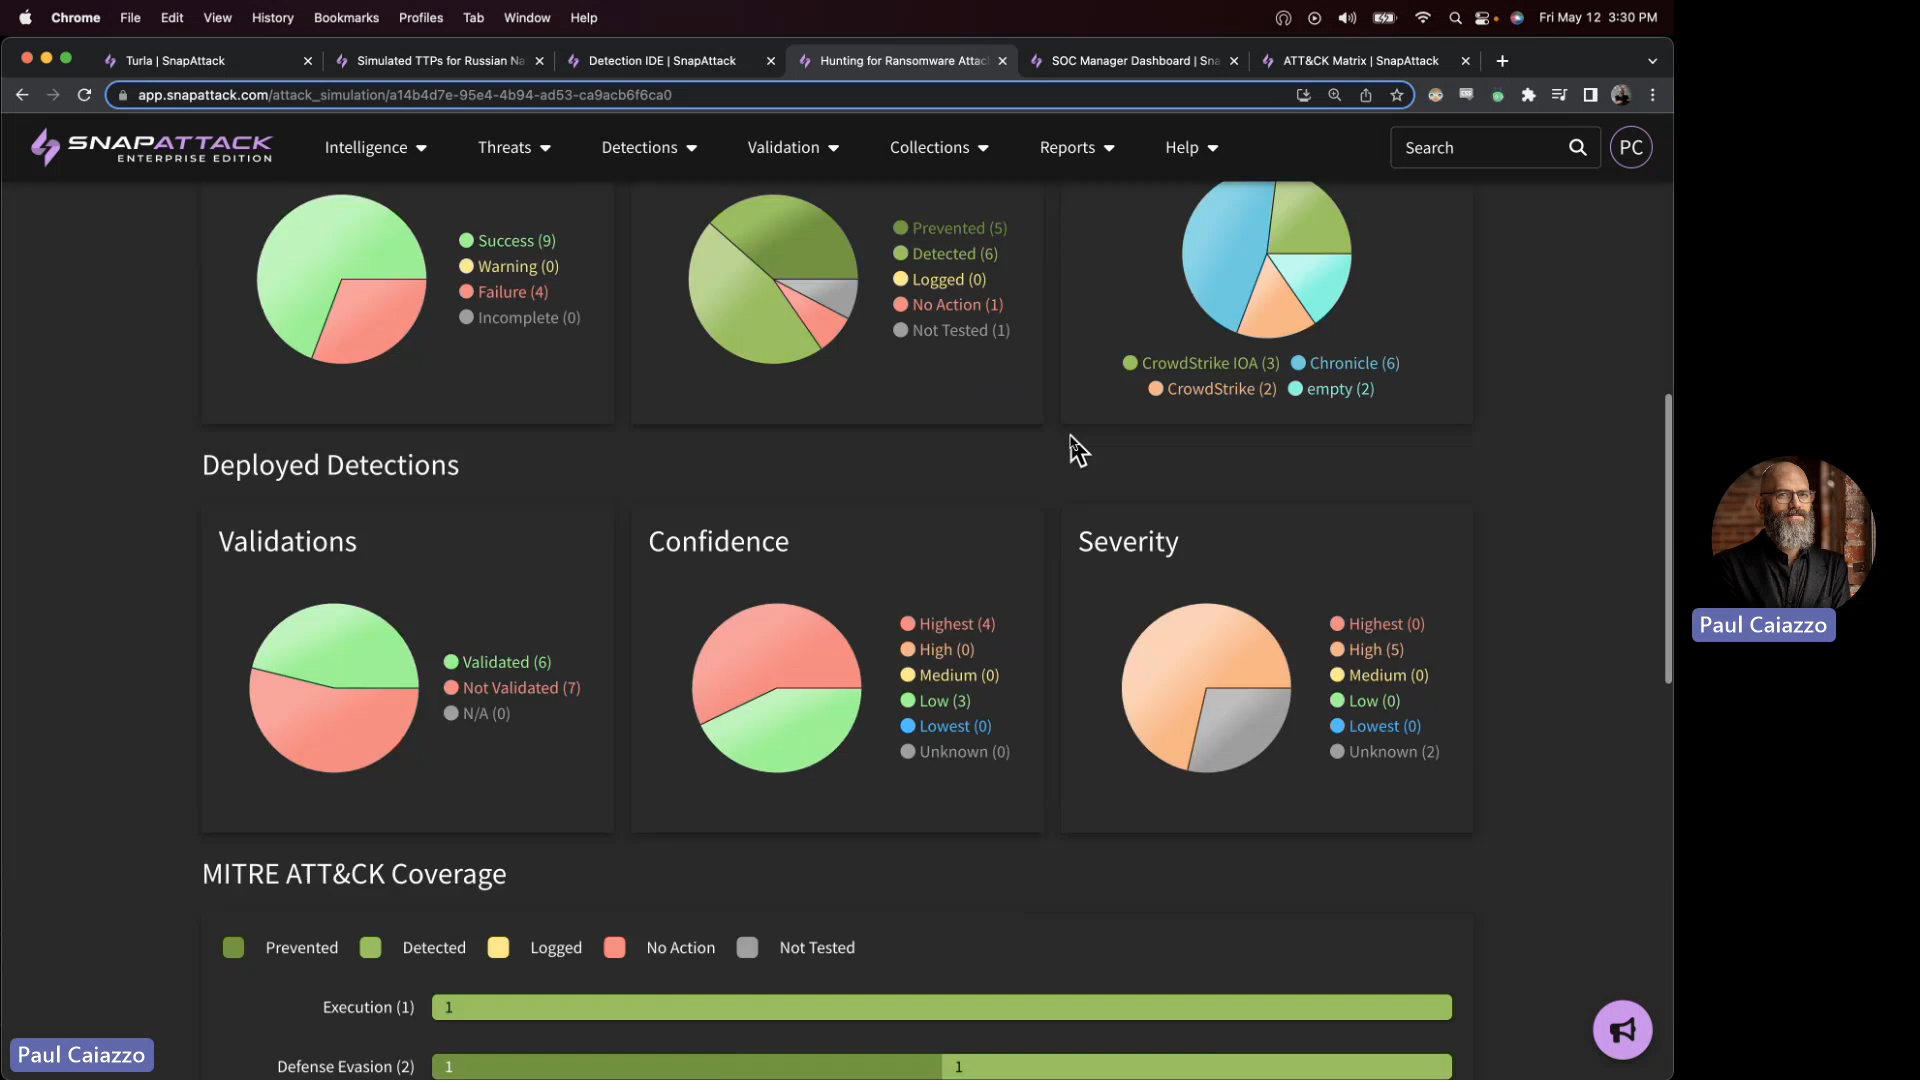 Chrome File Edit View History Bookmarks Profiles Tab Window Help Fri May 12 3:30 PM
Turla | SnapAttack Simulated TTPs for Russian Na Detection IDE | SnapAttack Hunting for Ransomware Attac SOC Manager Dashboard | Sna ATT&CK Matrix | SnapAttack
app.snapattack.com/attack_simulation/a14b4d7e-95e4-4b94-ad53-ca9acb6f6ca0
SNAPATTACK
ENTERPRISE EDITION
Intelligence Threats Detections Validation Collections Reports Help Search PC
Success (9)
Warning (0)
Failure (4)
Incomplete (0)
Prevented (5)
Detected (6)
Logged (0)
No Action (1)
Not Tested (1)
CrowdStrike IOA (3) Chronicle (6)
CrowdStrike (2) empty (2)
Deployed Detections
Validations
Validated (6)
Not Validated (7)
N/A (0)
Confidence
Highest (4)
High (0)
Medium (0)
Low (3)
Lowest (0)
Unknown (0)
Severity
Highest (0)
High (5)
Medium (0)
Low (0)
Lowest (0)
Unknown (2)
MITRE ATT&CK Coverage
Prevented Detected Logged No Action Not Tested
Execution (1) 1
Defense Evasion (2) 1 1
Paul Caiazzo
Paul Caiazzo